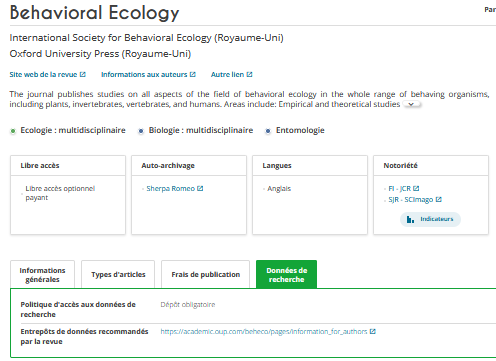 Behavioral Ecology
Par
International Society for Behavioral Ecology (Royaume-Uni)
Oxford University Press (Royaume-Uni)
Site web de la revue Informations aux auteurs Autre lien
The journal publishes studies on all aspects of the field of behavioral ecology in the whole range of behaving organisms,
including plants, invertebrates, vertebrates, and humans. Areas include: Empirical and theoretical studies
Ecologie : multidisciplinaire Biologie : multidisciplinaire Entomologie
Libre accès
Libre accès optionnel
payant
Auto-archivage
Sherpa Romeo
Langues
Anglais
Notoriété
FI - JCR
SJR - SCImago
Indicateurs
Informations
générales
Types d'articles
Frais de publication
Données de
recherche
Politique d'accès aux données de
recherche
Dépôt obligatoire
Entrepôts de données recommandés
par la revue
https://academic.oup.com/beheco/pages/information_for_authors